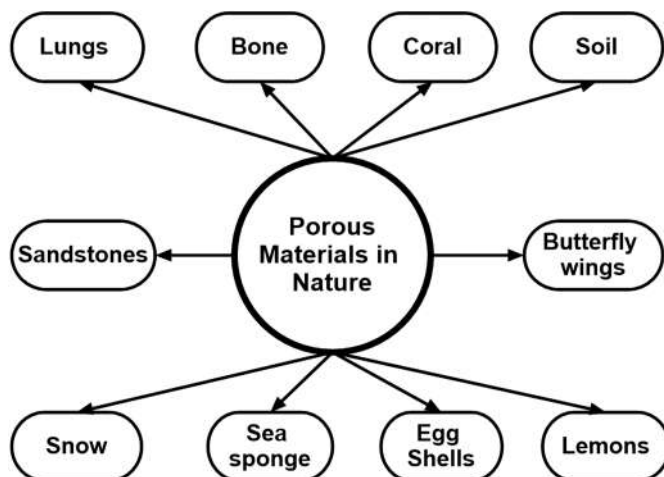 Lungs
Bone
Coral
Soil
Porous
Materials in
Nature
Sandstones
Butterfly
wings
Snow
Sea
sponge
Egg
Shells
Lemons